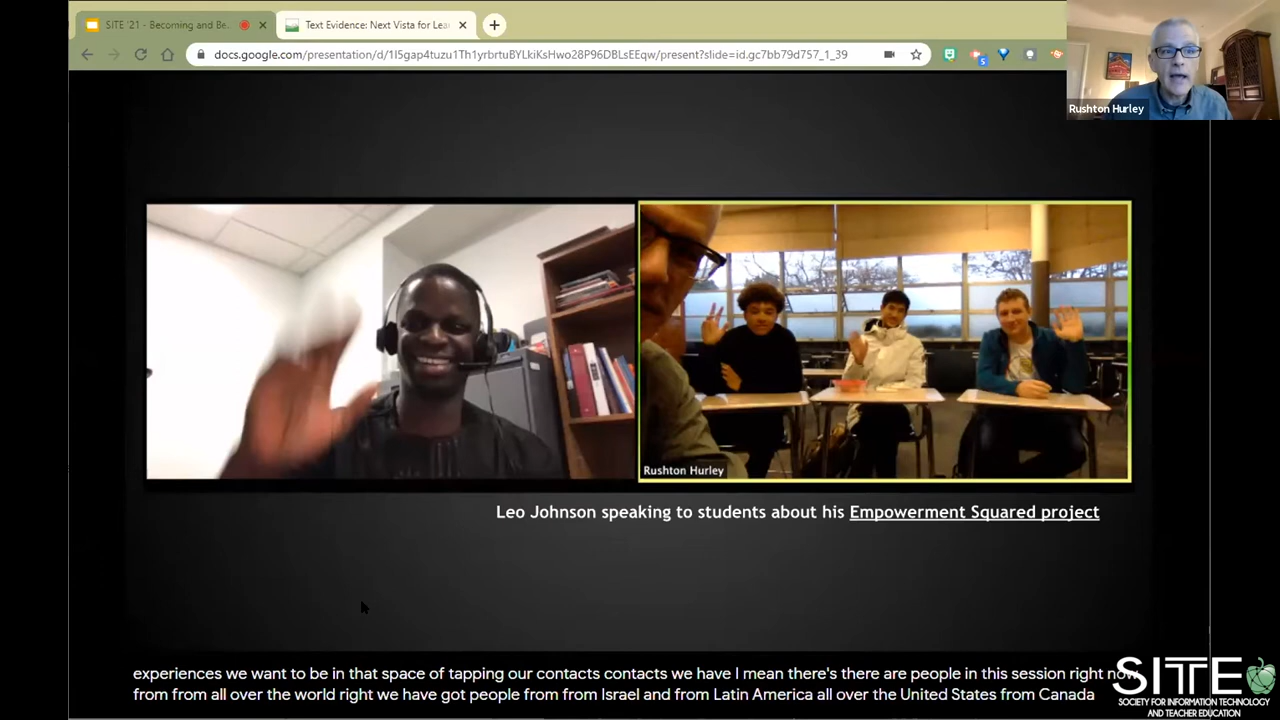 SITE '21 - Becoming and Be
Text Evidence: Next Vista for Lea
docs.google.com/presentation/d/1I5gap4tuzu1Th1yrbrtuBYLkiKsHwo28P96DBLsEEqw/present?slide=id.gc7bb79d757_1_39
5
Rushton Hurley
Rushton Hurley
Leo Johnson speaking to students about his Empowerment Squared project
experiences we want to be in that space of tapping our contacts contacts we have I mean there's there are people in this session right now
from from all over the world right we have got people from from Israel and from Latin America all over the United States from Canada
SITE
SOCIETY FOR INFORMATION TECHNOLOGY
AND TEACHER EDUCATION